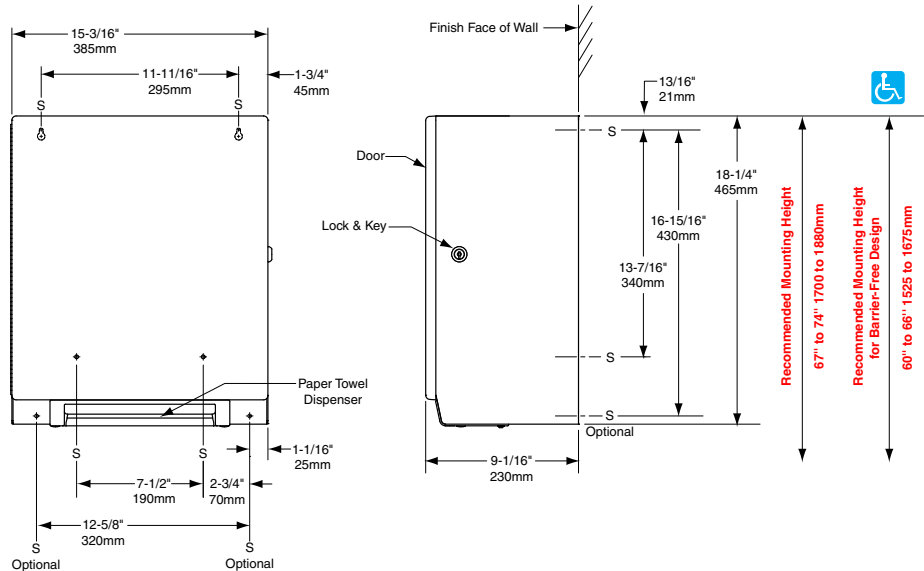 15-3/16"
385mm
11-11/16"
295mm
1-3/4"
45mm
S
S
Paper Towel
Dispenser
1-1/16"
25mm
S
S
7-1/2"
190mm
2-3/4"
70mm
12-5/8"
320mm
S
Optional
S
Optional
Finish Face of Wall
Door
Lock & Key
S
S
S
Optional
9-1/16"
230mm
13/16"
21mm
18-1/4"
465mm
16-15/16"
430mm
13-7/16"
340mm
Recommended Mounting Height
67" to 74" 1700 to 1880mm
Recommended Mounting Height
for Barrier-Free Design
60" to 66" 1525 to 1675mm